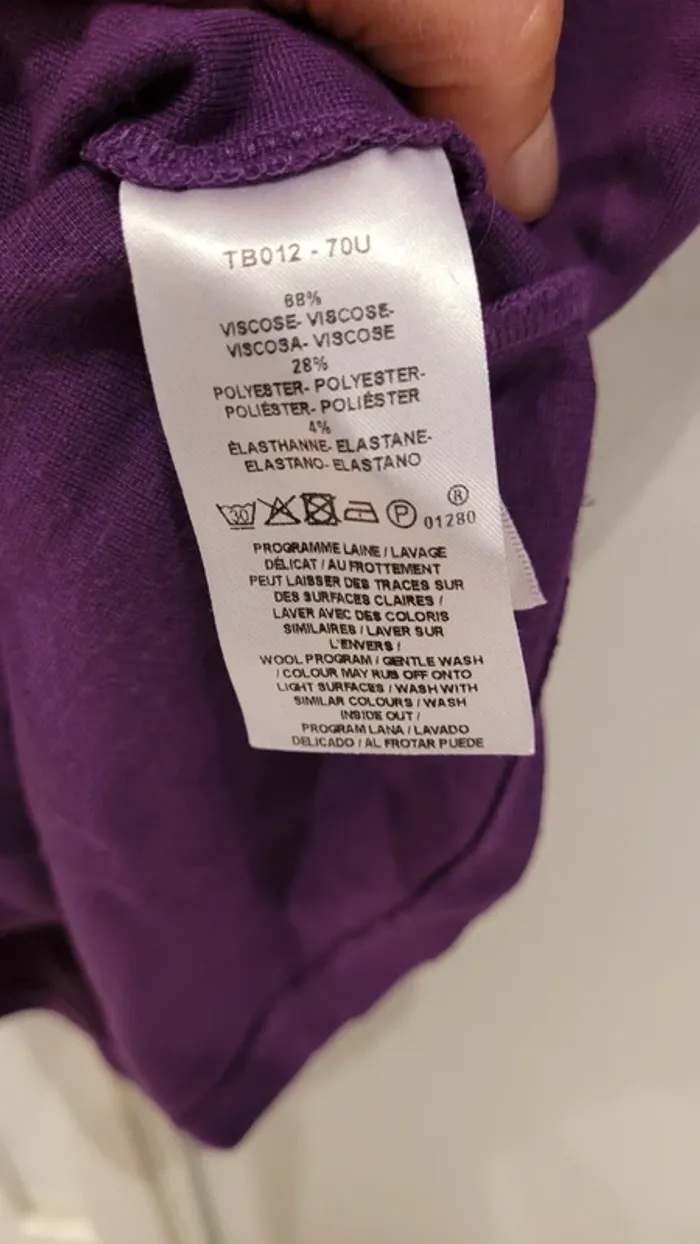 TB012 - 70U
68%
VISCOSE- VISCOSE-
VISCOSA- VISCOSE
28%
POLYESTER- POLYESTER-
POLIÉSTER- POLIÉSTER
4%
ÉLASTHANNE- ELASTANE-
ELASTANO- ELASTANO
30
P
®
01280
PROGRAMME LAINE / LAVAGE
DÉLICAT / AU FROTTEMENT
PEUT LAISSER DES TRACES SUR
DES SURFACES CLAIRES /
LAVER AVEC DES COLORIS
SIMILAIRES / LAVER SUR
L'ENVERS /
WOOL PROGRAM / GENTLE WASH
/ COLOUR MAY RUB OFF ONTO
LIGHT SURFACES / WASH WITH
SIMILAR COLOURS / WASH
INSIDE OUT /
PROGRAM LANA / LAVADO
DELICADO / AL FROTAR PUEDE